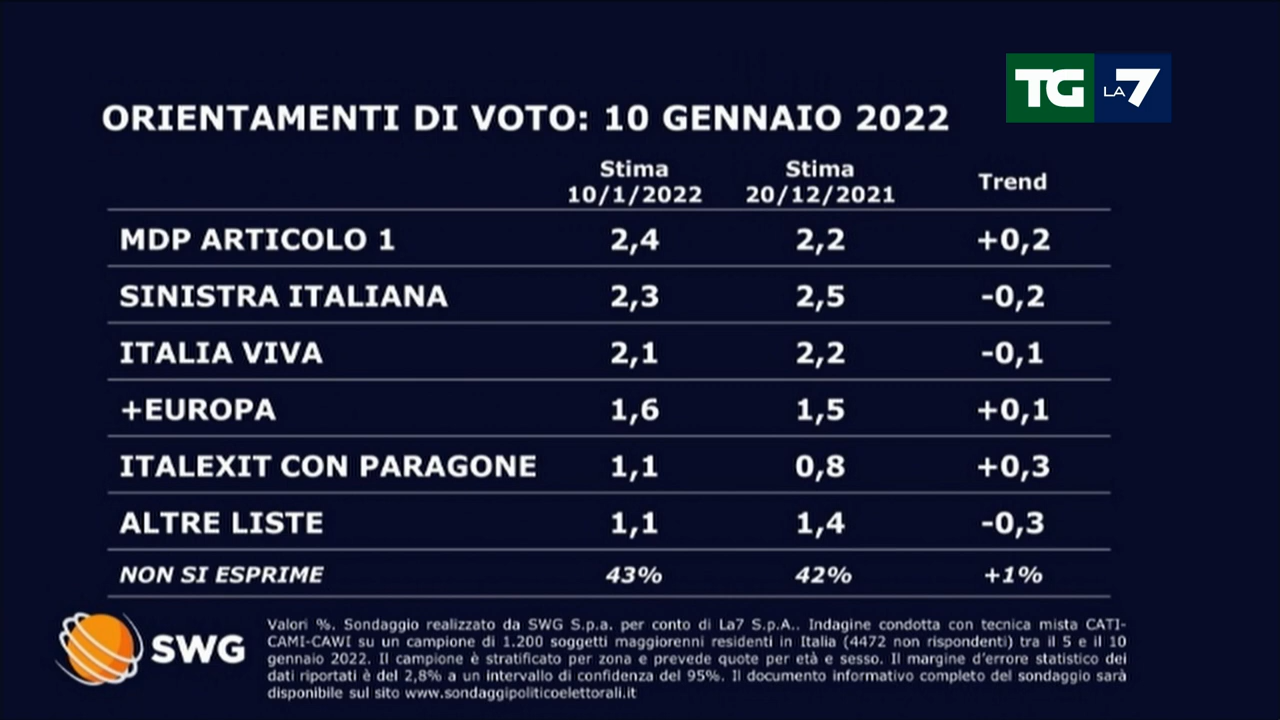 TG LA7
ORIENTAMENTI DI VOTO: 10 GENNAIO 2022
Stima 10/1/2022 Stima 20/12/2021 Trend
MDP ARTICOLO 1 2,4 2,2 +0,2
SINISTRA ITALIANA 2,3 2,5 -0,2
ITALIA VIVA 2,1 2,2 -0,1
+EUROPA 1,6 1,5 +0,1
ITALEXIT CON PARAGONE 1,1 0,8 +0,3
ALTRE LISTE 1,1 1,4 -0,3
NON SI ESPRIME 43% 42% +1%
SWG
Valori %. Sondaggio realizzato da SWG S.p.a. per conto di La7 S.p.A.. Indagine condotta con tecnica mista CATI-
CAMI-CAWI su un campione di 1.200 soggetti maggiorenni residenti in Italia (4472 non rispondenti) tra il 5 e il 10
gennaio 2022. Il campione è stratificato per zona e prevede quote per età e sesso. Il margine d'errore statistico dei
dati riportati è del 2,8% a un intervallo di confidenza del 95%. Il documento informativo completo del sondaggio sarà
disponibile sul sito www.sondaggipoliticoelettorali.it